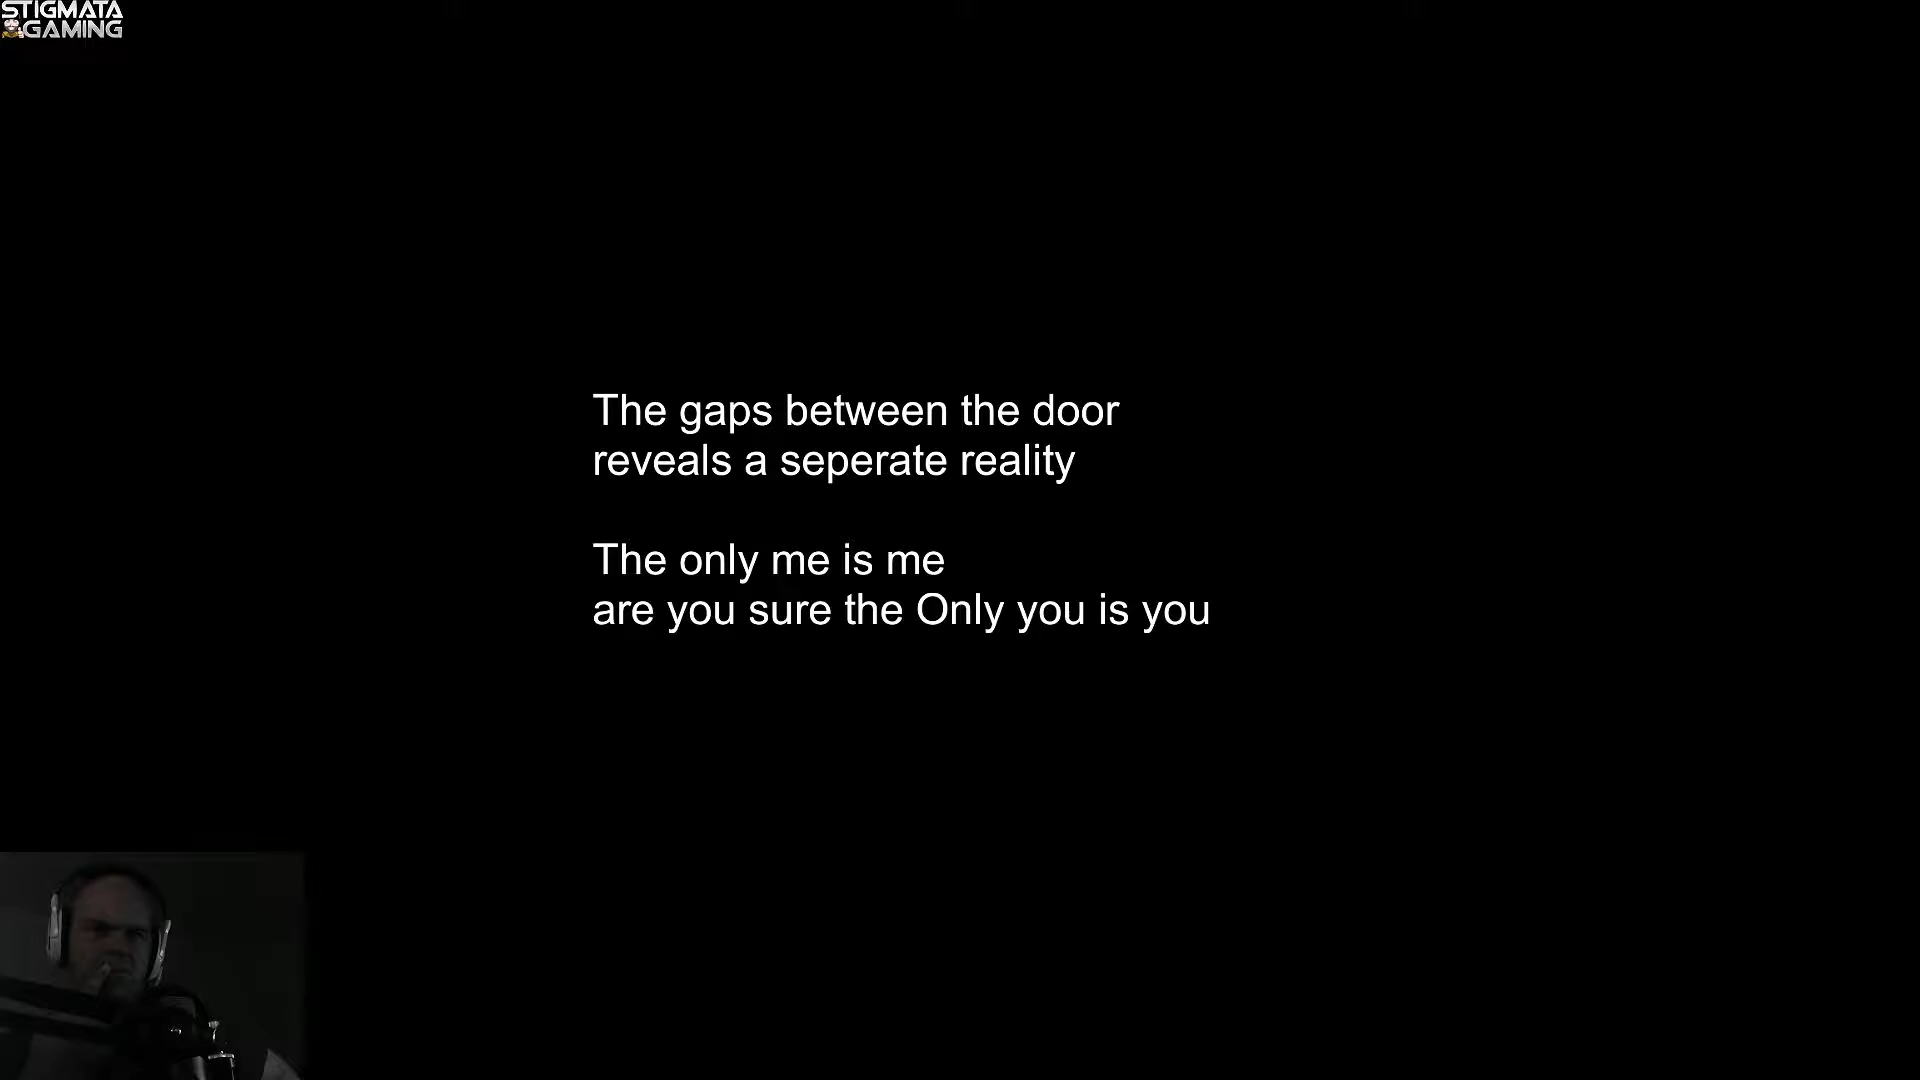 STIGMATA
GAMING
The gaps between the door
reveals a seperate reality
The only me is me
are you sure the Only you is you